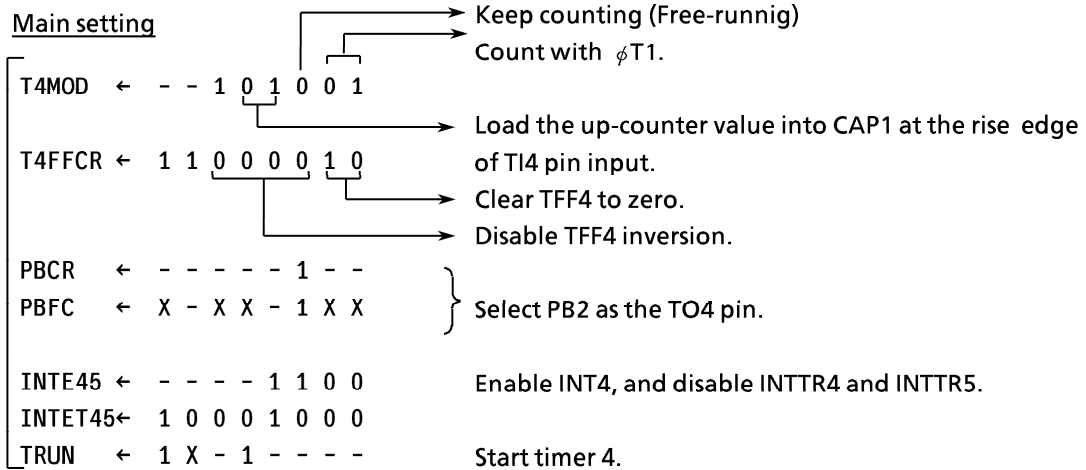 Main setting
Keep counting (Free-runnig)
Count with ϕT1.
T4MOD ← - - 1 0 1 0 0 1
Load the up-counter value into CAP1 at the rise edge
T4FFCR ← 1 1 0 0 0 0 1 0
of TI4 pin input.
Clear TFF4 to zero.
Disable TFF4 inversion.
PBCR ← - - - - - 1 - -
PBFC ← X - X X - 1 X X
Select PB2 as the TO4 pin.
INTE45 ← - - - - 1 1 0 0 Enable INT4, and disable INTTR4 and INTTR5.
INTET45← 1 0 0 0 1 0 0 0
TRUN ← 1 X - 1 - - - - Start timer 4.